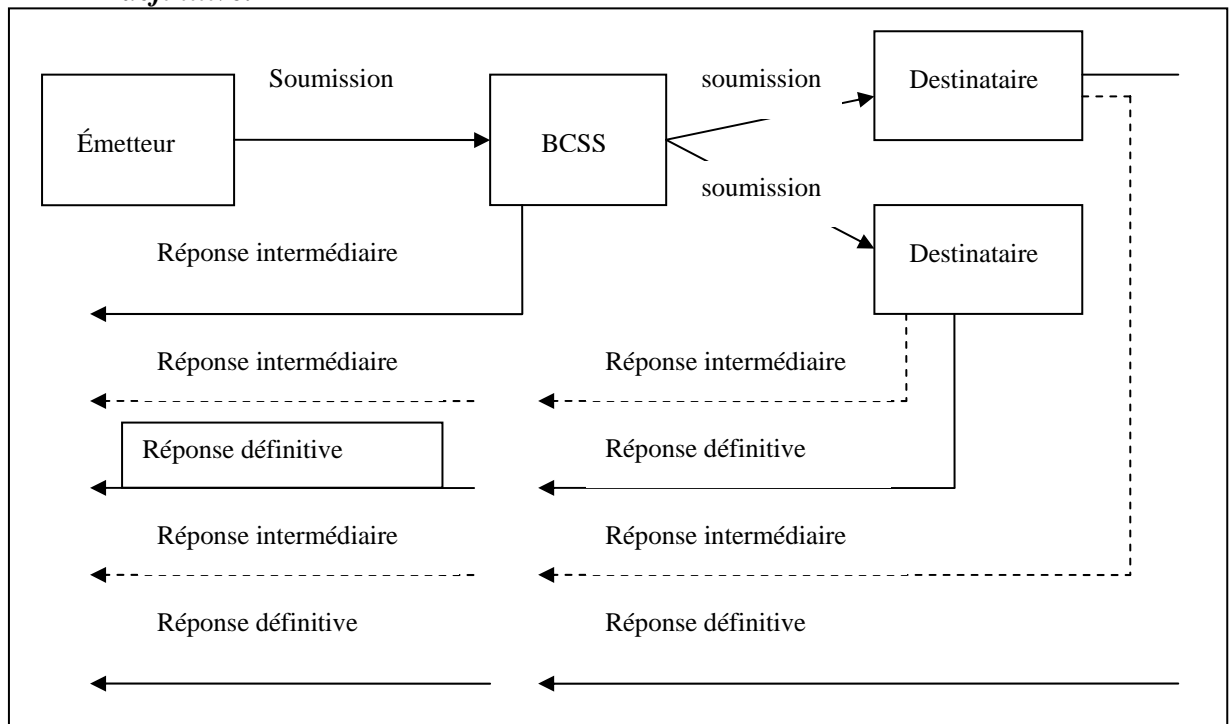 Soumission
soumission
Destinataire
Émetteur
BCSS
soumission
Réponse intermédiaire
Destinataire
Réponse intermédiaire
Réponse intermédiaire
Réponse définitive
Réponse définitive
Réponse intermédiaire
Réponse intermédiaire
Réponse définitive
Réponse définitive